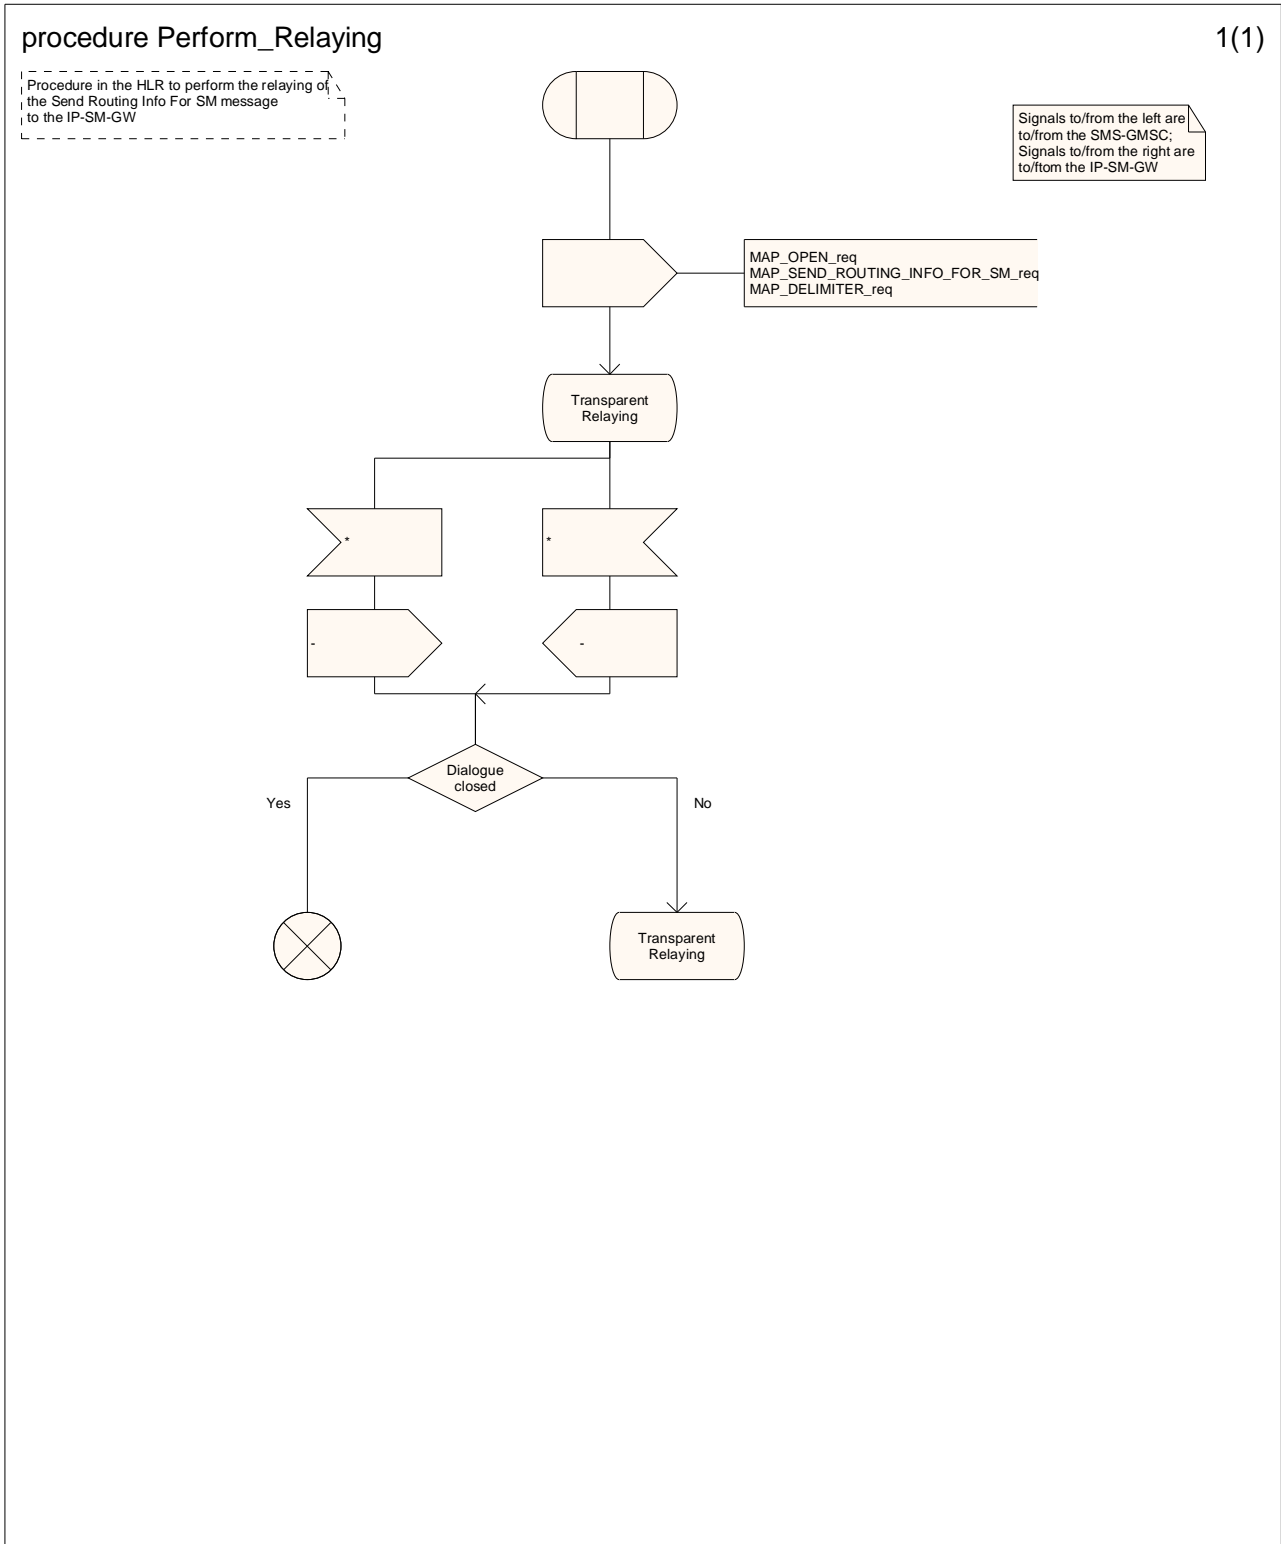 procedure Perform_Relaying
1(1)
Procedure in the HLR to perform the relaying of
the Send Routing Info For SM message
to the IP-SM-GW
Signals to/from the left are
to/from the SMS-GMSC;
Signals to/from the right are
to/ftom the IP-SM-GW
MAP_OPEN_req
MAP_SEND_ROUTING_INFO_FOR_SM_req
MAP_DELIMITER_req
Transparent
Relaying
*
*
-
-
Dialogue
closed
Yes
No
Transparent
Relaying